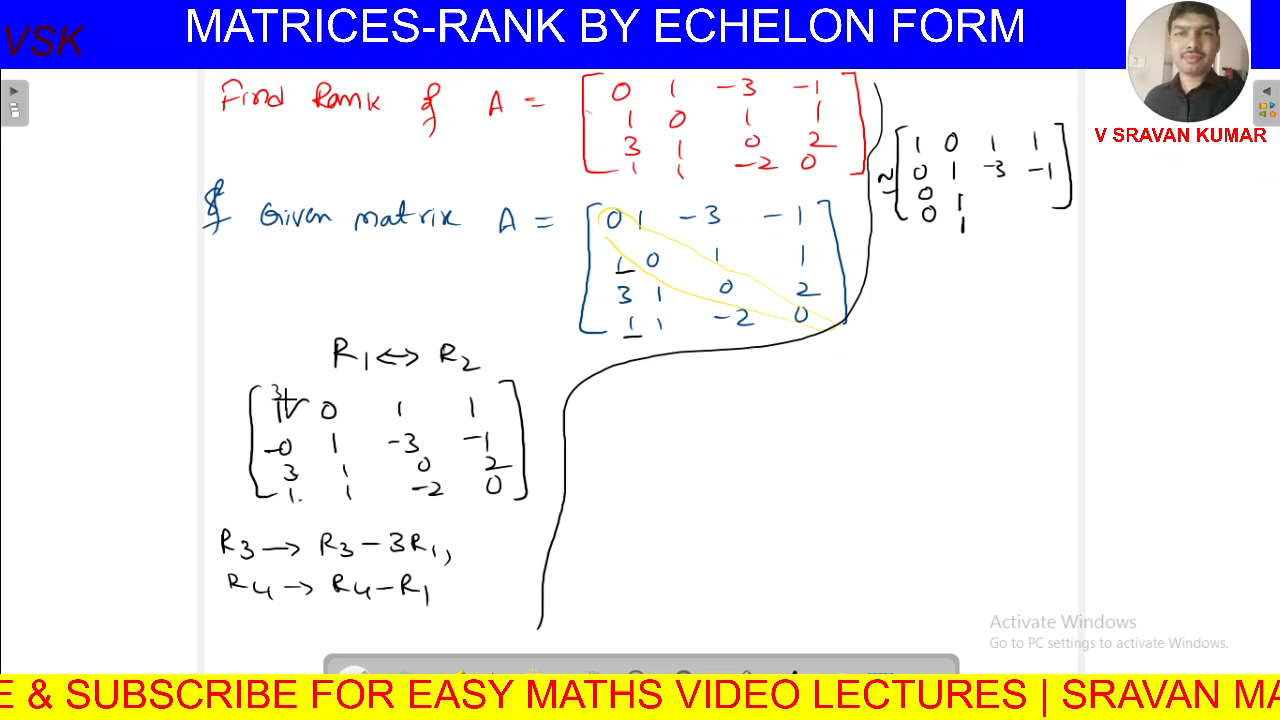 MATRICES-RANK BY ECHELON FORM
VSK
V SRAVAN KUMAR
Find Rank of A = [0 1 -3 -1
1 0 1 1
3 1 0 2
1 1 -2 0]
Given matrix A = [0 1 -3 -1
1 0 1 1
3 1 0 2
1 1 -2 0]
R1 ↔ R2
[1 0 1 1
0 1 -3 -1
3 1 0 2
1 1 -2 0]
R3 → R3 - 3R1,
R4 → R4 - R1
~ [1 0 1 1
0 1 -3 -1
0 1
0 1]
Activate Windows
Go to PC settings to activate Windows.
E & SUBSCRIBE FOR EASY MATHS VIDEO LECTURES | SRAVAN MA